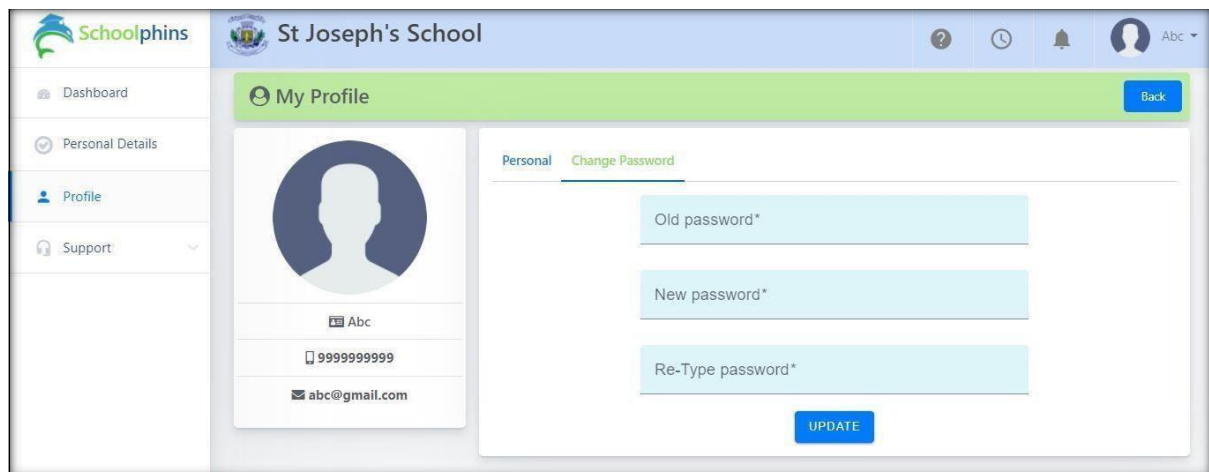 Schoolphins
St Joseph's School
Abc
Dashboard
Personal Details
Profile
Support
My Profile
Back
Abc
9999999999
abc@gmail.com
Personal Change Password
Old password*
New password*
Re-Type password*
UPDATE